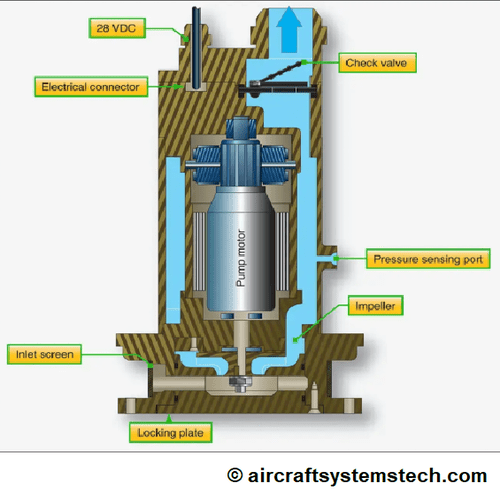 28 VDC
Check valve
Electrical connector
Pump motor
Pressure sensing port
Impeller
Inlet screen
Locking plate
© aircraftsystemstech.com